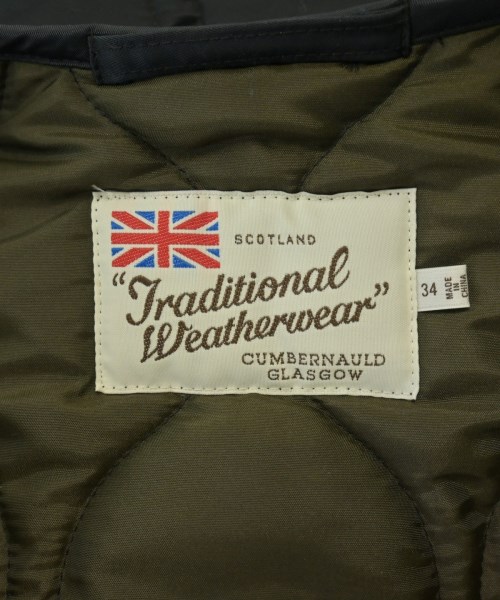 SCOTLAND
"Traditional
Weatherwear"
CUMBERNAULD
GLASGOW
34
MADE
IN
CHINA